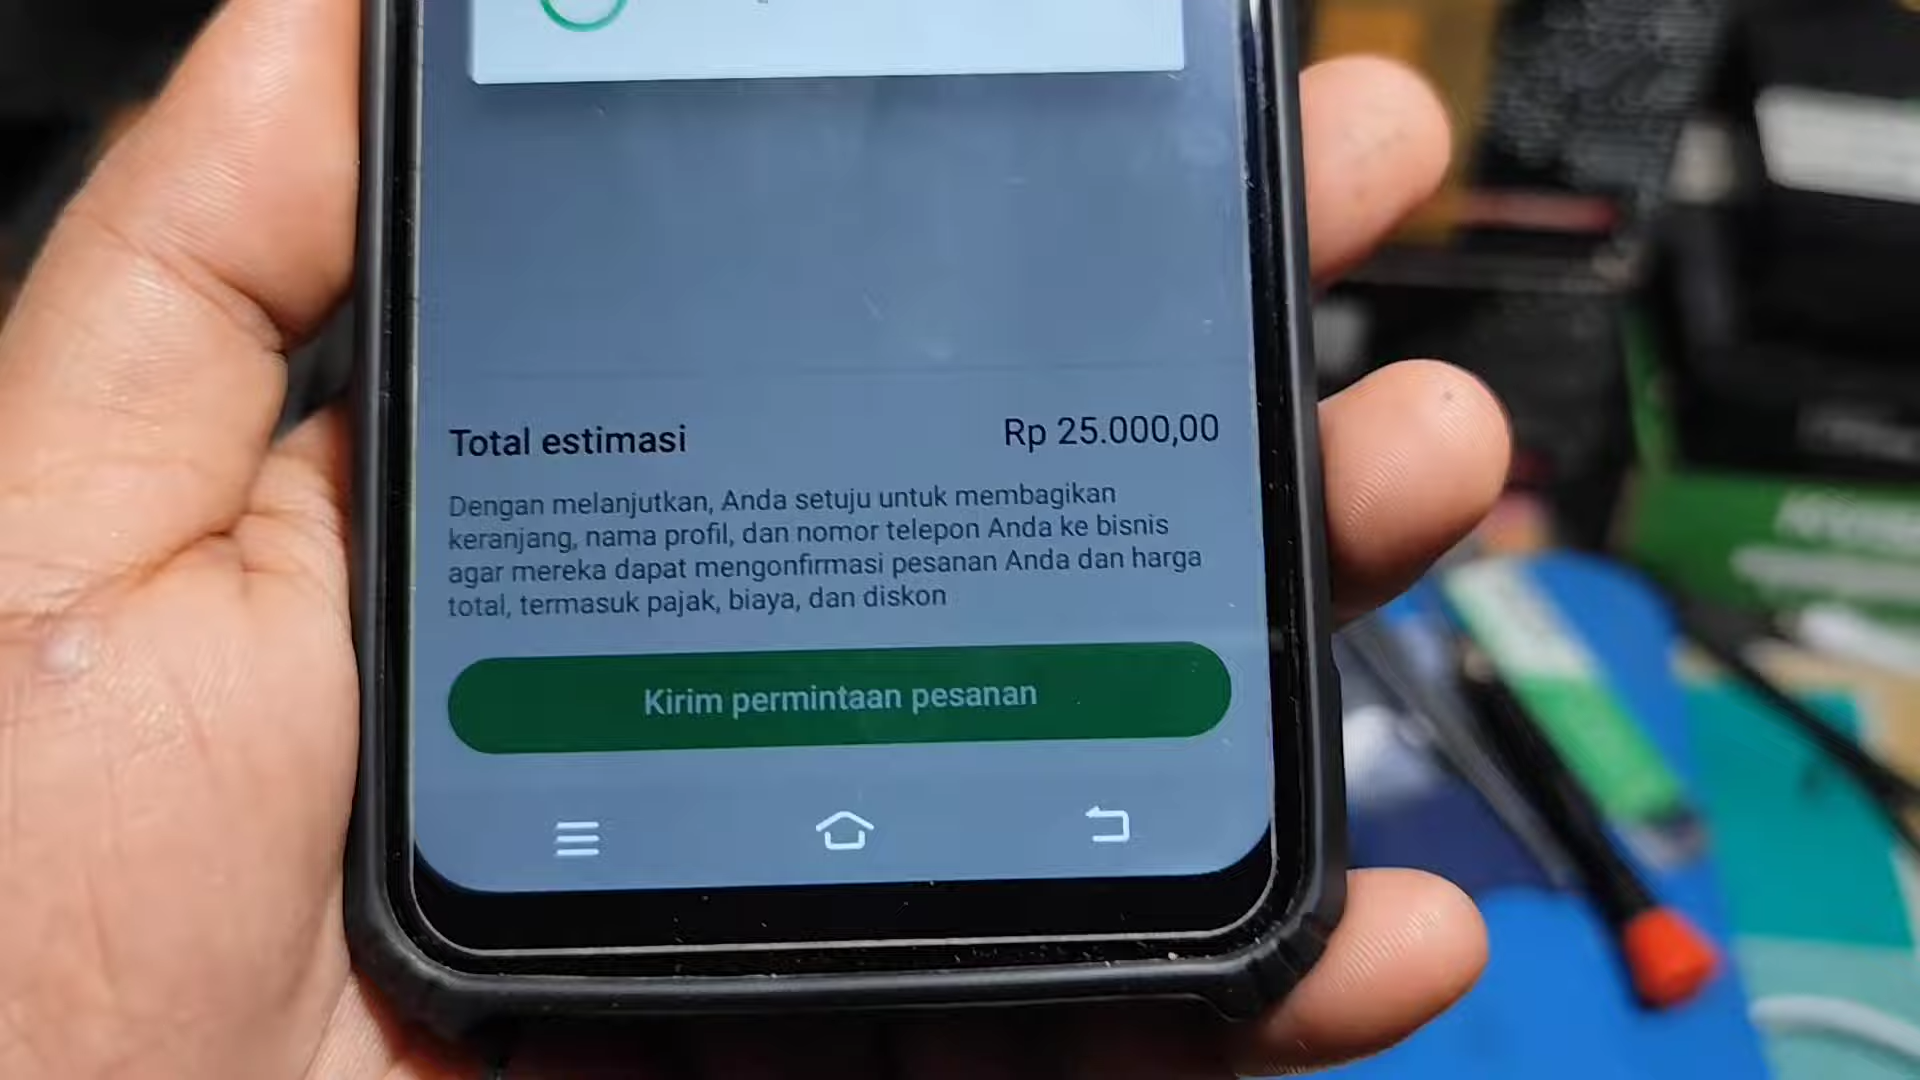 Total estimasi
Rp 25.000,00
Dengan melanjutkan, Anda setuju untuk membagikan
keranjang, nama profil, dan nomor telepon Anda ke bisnis
agar mereka dapat mengonfirmasi pesanan Anda dan harga
total, termasuk pajak, biaya, dan diskon
Kirim permintaan pesanan